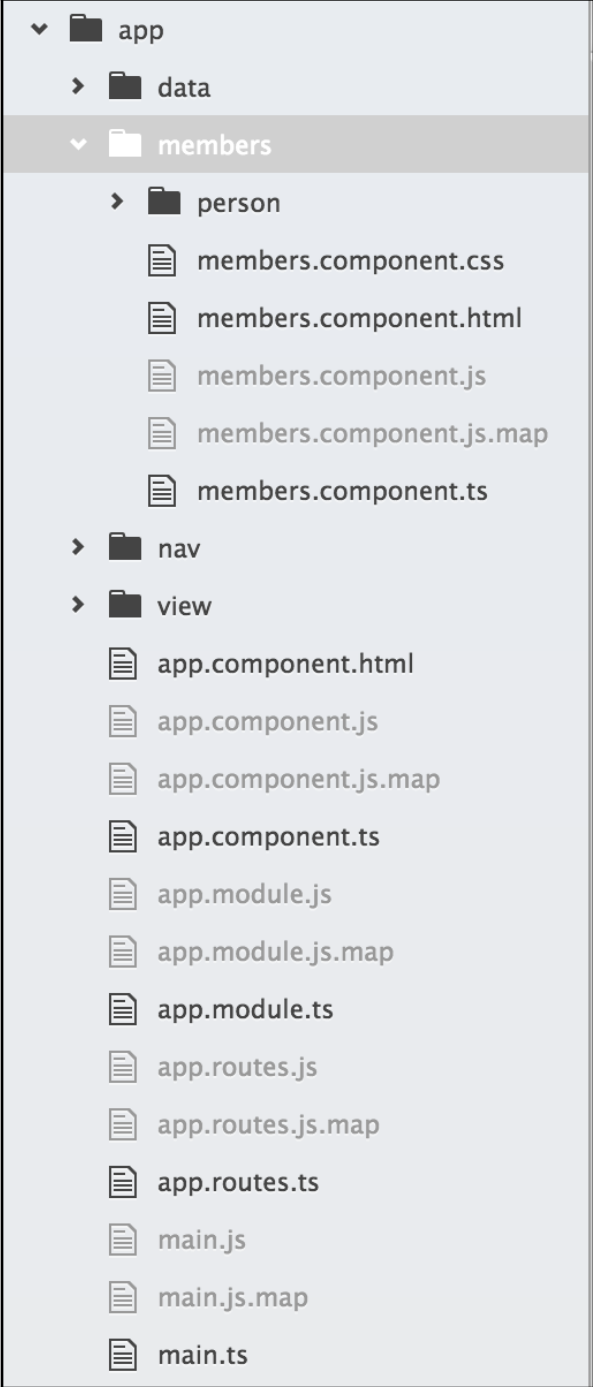 app
data
members
person
members.component.css
members.component.html
members.component.js
members.component.js.map
members.component.ts
nav
view
app.component.html
app.component.js
app.component.js.map
app.component.ts
app.module.js
app.module.js.map
app.module.ts
app.routes.js
app.routes.js.map
app.routes.ts
main.js
main.js.map
main.ts